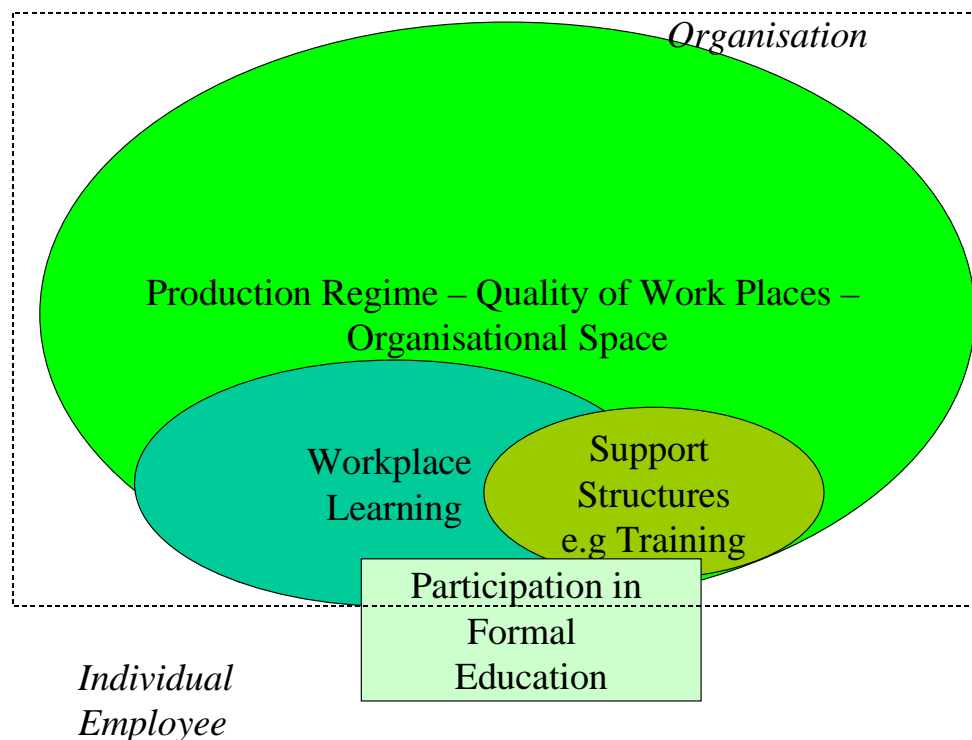 Organisation
Production Regime – Quality of Work Places –
Organisational Space
Workplace
Learning
Support
Structures
e.g Training
Participation in
Formal
Education
Individual
Employee